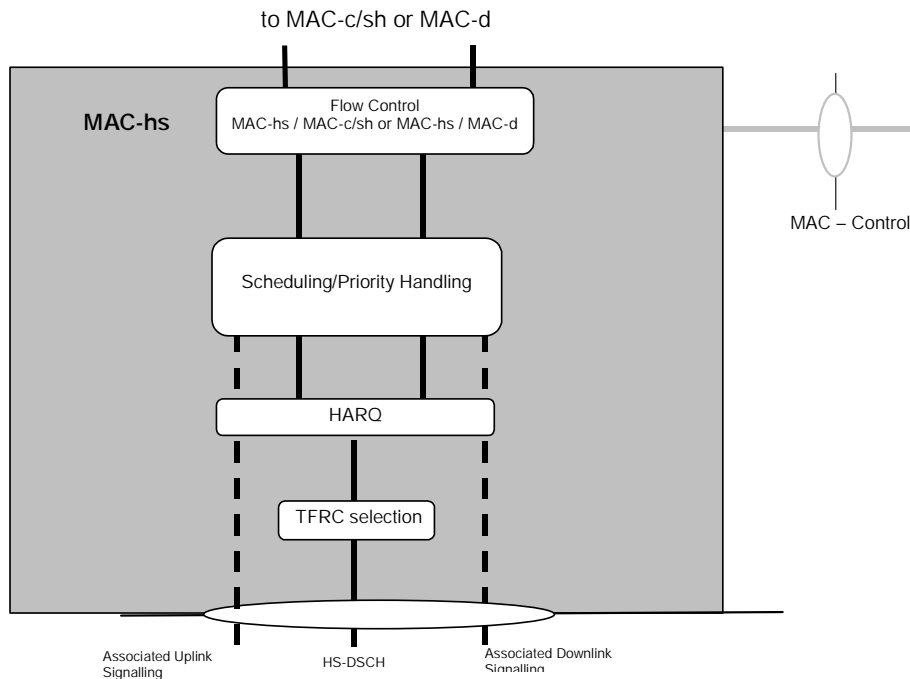 to MAC-c/sh or MAC-d
MAC-hs
Flow Control
MAC-hs / MAC-c/sh or MAC-hs / MAC-d
MAC – Control
Scheduling/Priority Handling
HARQ
TFRC selection
Associated Uplink
Signalling
HS-DSCH
Associated Downlink
Signalling